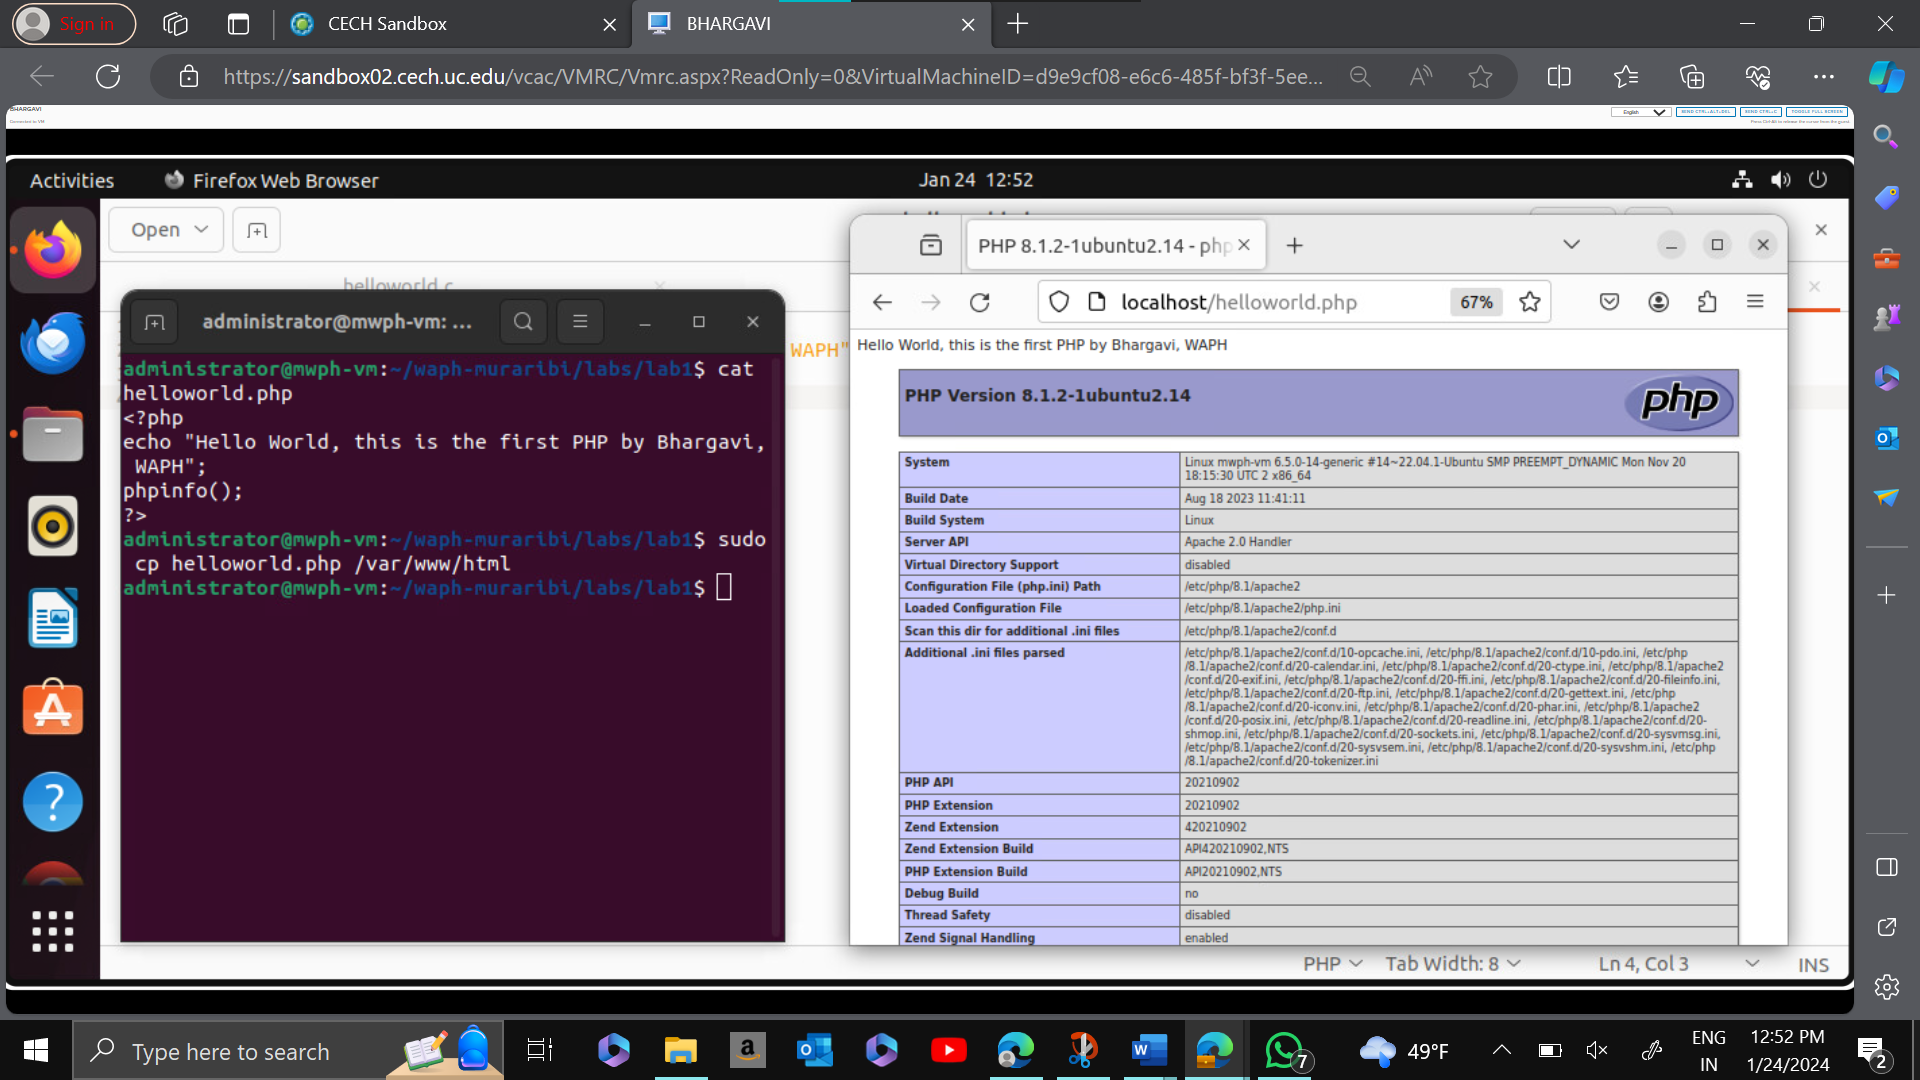 Sign in
CECH Sandbox
BHARGAVI
https://sandbox02.cech.uc.edu/vcac/VMRC/Vmrc.aspx?ReadOnly=0&VirtualMachineID=d9e9cf08-e6c6-485f-bf3f-5ee...
BHARGAVI
Connected to VM
English
SEND CTRL+ALT+DEL
SEND CTRL+C
TOGGLE FULL SCREEN
Activities
Firefox Web Browser
Jan 24 12:52
Open
helloworld.c
WAPH"
administrator@mwph-vm: ...
administrator@mwph-vm:~/waph-muraribi/labs/lab1$ cat
helloworld.php
<?php
echo "Hello World, this is the first PHP by Bhargavi,
WAPH";
phpinfo();
?>
administrator@mwph-vm:~/waph-muraribi/labs/lab1$ sudo
cp helloworld.php /var/www/html
administrator@mwph-vm:~/waph-muraribi/labs/lab1$
PHP 8.1.2-1ubuntu2.14 - php
localhost/helloworld.php
67%
Hello World, this is the first PHP by Bhargavi, WAPH
PHP Version 8.1.2-1ubuntu2.14
php
System
Linux mwph-vm 6.5.0-14-generic #14~22.04.1-Ubuntu SMP PREEMPT_DYNAMIC Mon Nov 20
18:15:30 UTC 2 x86_64
Build Date
Aug 18 2023 11:41:11
Build System
Linux
Server API
Apache 2.0 Handler
Virtual Directory Support
disabled
Configuration File (php.ini) Path
/etc/php/8.1/apache2
Loaded Configuration File
/etc/php/8.1/apache2/php.ini
Scan this dir for additional .ini files
/etc/php/8.1/apache2/conf.d
Additional .ini files parsed
/etc/php/8.1/apache2/conf.d/10-opcache.ini, /etc/php/8.1/apache2/conf.d/10-pdo.ini, /etc/php
/8.1/apache2/conf.d/20-calendar.ini, /etc/php/8.1/apache2/conf.d/20-ctype.ini, /etc/php/8.1/apache2
/conf.d/20-exif.ini, /etc/php/8.1/apache2/conf.d/20-ffi.ini, /etc/php/8.1/apache2/conf.d/20-fileinfo.ini,
/etc/php/8.1/apache2/conf.d/20-ftp.ini, /etc/php/8.1/apache2/conf.d/20-gettext.ini, /etc/php
/8.1/apache2/conf.d/20-iconv.ini, /etc/php/8.1/apache2/conf.d/20-phar.ini, /etc/php/8.1/apache2
/conf.d/20-posix.ini, /etc/php/8.1/apache2/conf.d/20-readline.ini, /etc/php/8.1/apache2/conf.d/20-
shmop.ini, /etc/php/8.1/apache2/conf.d/20-sockets.ini, /etc/php/8.1/apache2/conf.d/20-sysvmsg.ini,
/etc/php/8.1/apache2/conf.d/20-sysvsem.ini, /etc/php/8.1/apache2/conf.d/20-sysvshm.ini, /etc/php
/8.1/apache2/conf.d/20-tokenizer.ini
PHP API
20210902
PHP Extension
20210902
Zend Extension
420210902
Zend Extension Build
API420210902,NTS
PHP Extension Build
API20210902,NTS
Debug Build
no
Thread Safety
disabled
Zend Signal Handling
enabled
PHP
Tab Width: 8
Ln 4, Col 3
INS
Type here to search
7
49°F
ENG
IN
12:52 PM
1/24/2024
2